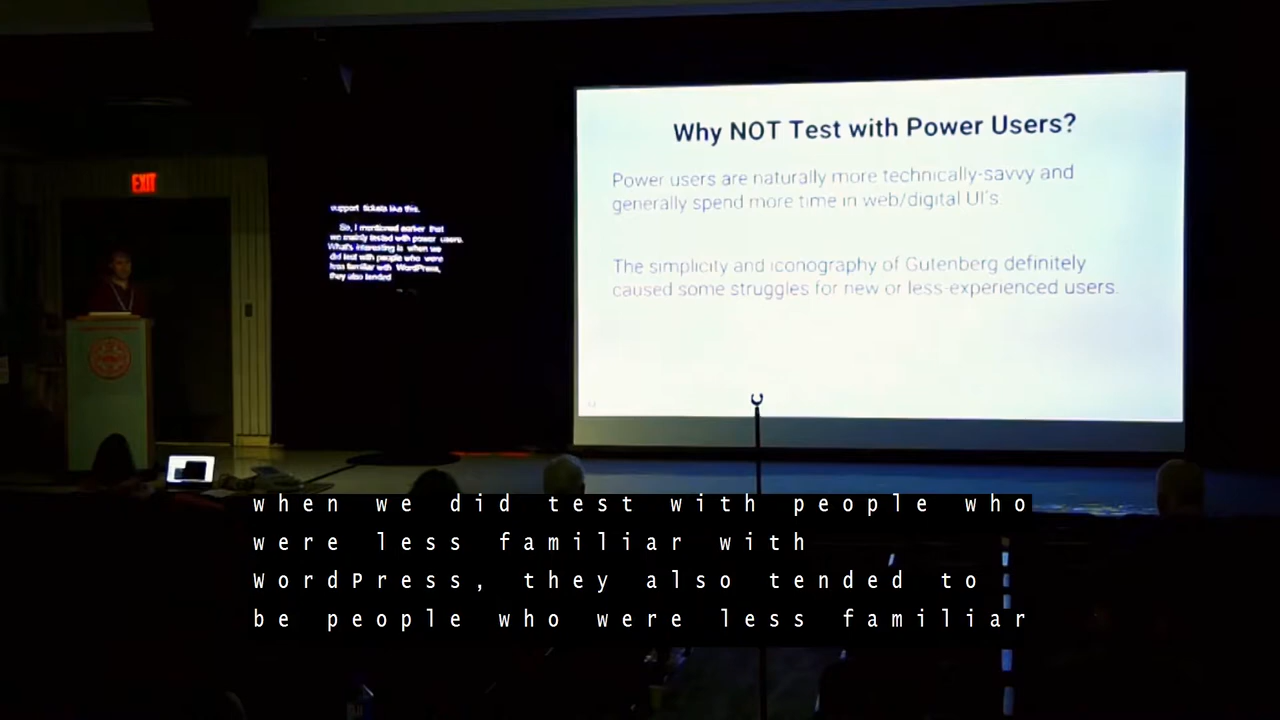 EXIT
support tickets like this.
So, I mentioned earlier that
we mainly tested with power users.
What's interesting is when we
did test with people who were
less familiar with WordPress,
they also tended
Why NOT Test with Power Users?
Power users are naturally more technically-savvy and
generally spend more time in web/digital UI's.
The simplicity and iconography of Gutenberg definitely
caused some struggles for new or less-experienced users.
when we did test with people who
were less familiar with
WordPress, they also tended to
be people who were less familiar